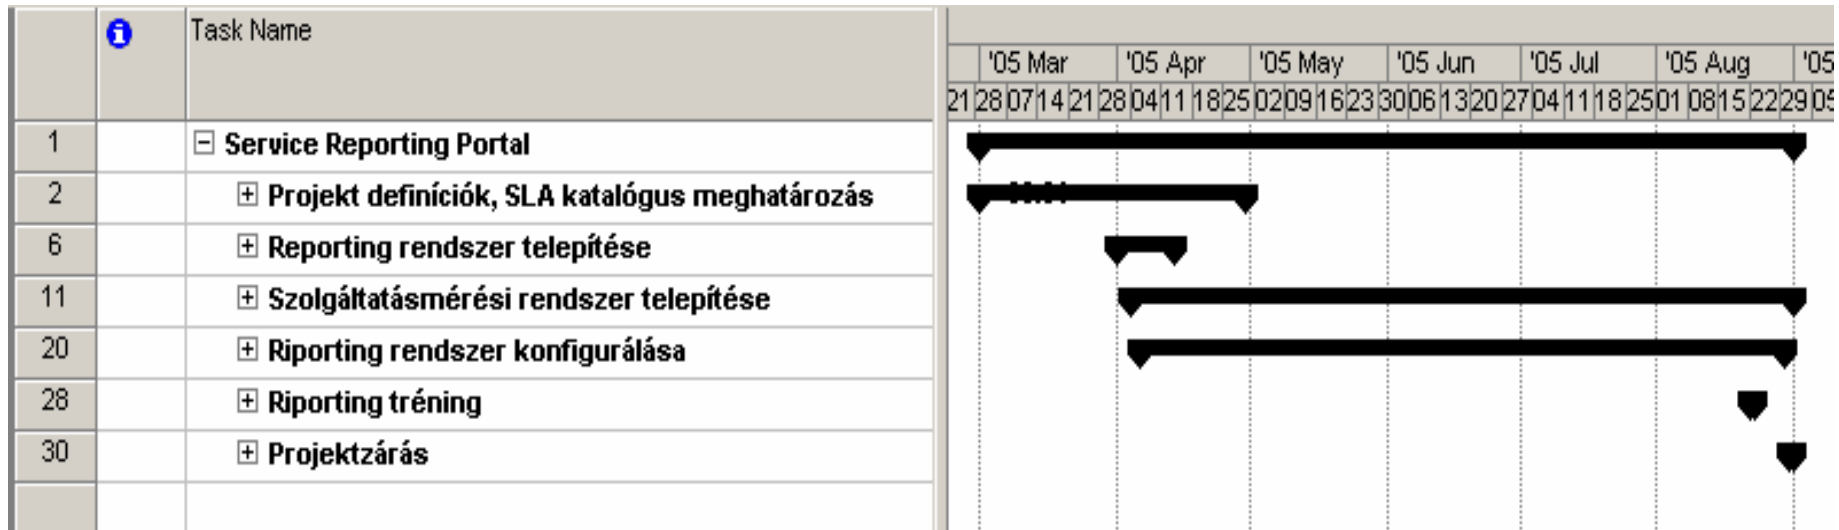 Task Name
'05 Mar '05 Apr '05 May '05 Jun '05 Jul '05 Aug '05
21 28 07 14 21 28 04 11 18 25 02 09 16 23 30 06 13 20 27 04 11 18 25 01 08 15 22 29 05
1 Service Reporting Portal
2 Projekt definíciók, SLA katalógus meghatározás
6 Reporting rendszer telepítése
11 Szolgáltatásmérési rendszer telepítése
20 Riporting rendszer konfigurálása
28 Riporting tréning
30 Projektzárás